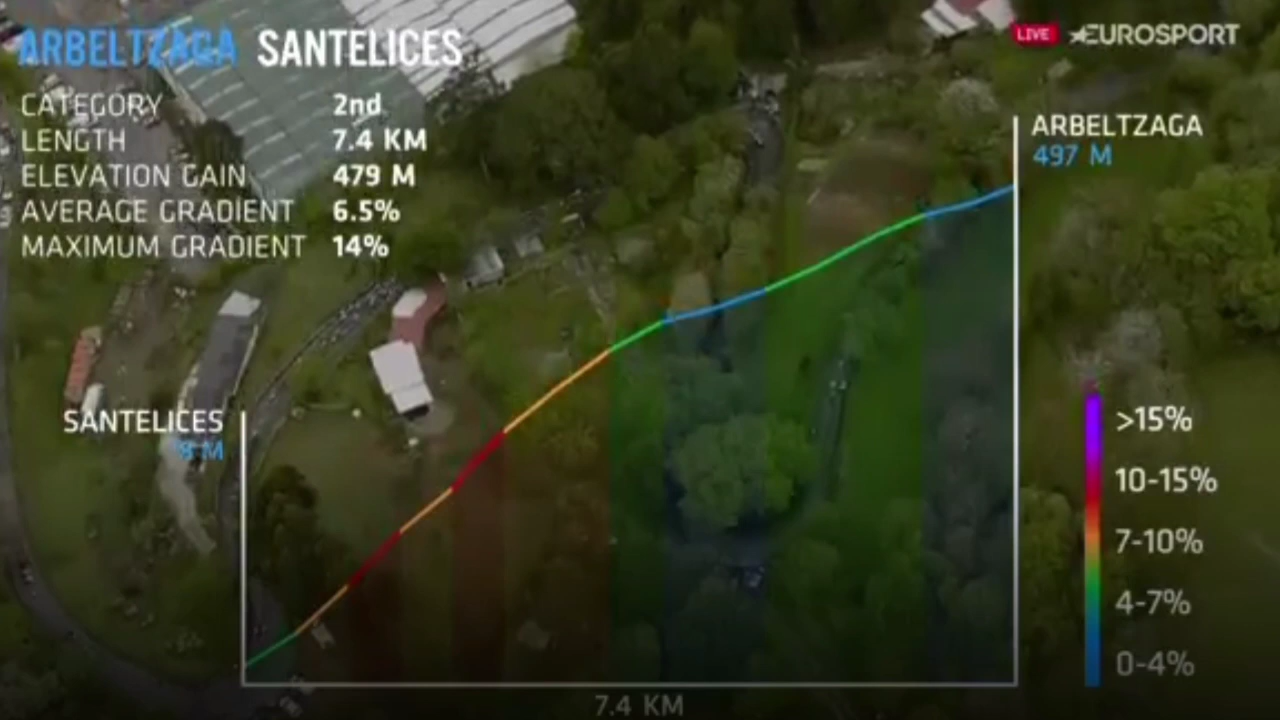 ARBELTZAGA SANTELICES
LIVE EUROSPORT
CATEGORY 2nd
LENGTH 7.4 KM
ELEVATION GAIN 479 M
AVERAGE GRADIENT 6.5%
MAXIMUM GRADIENT 14%
ARBELTZAGA
497 M
SANTELICES
M
>15%
10-15%
7-10%
4-7%
0-4%
7.4 KM